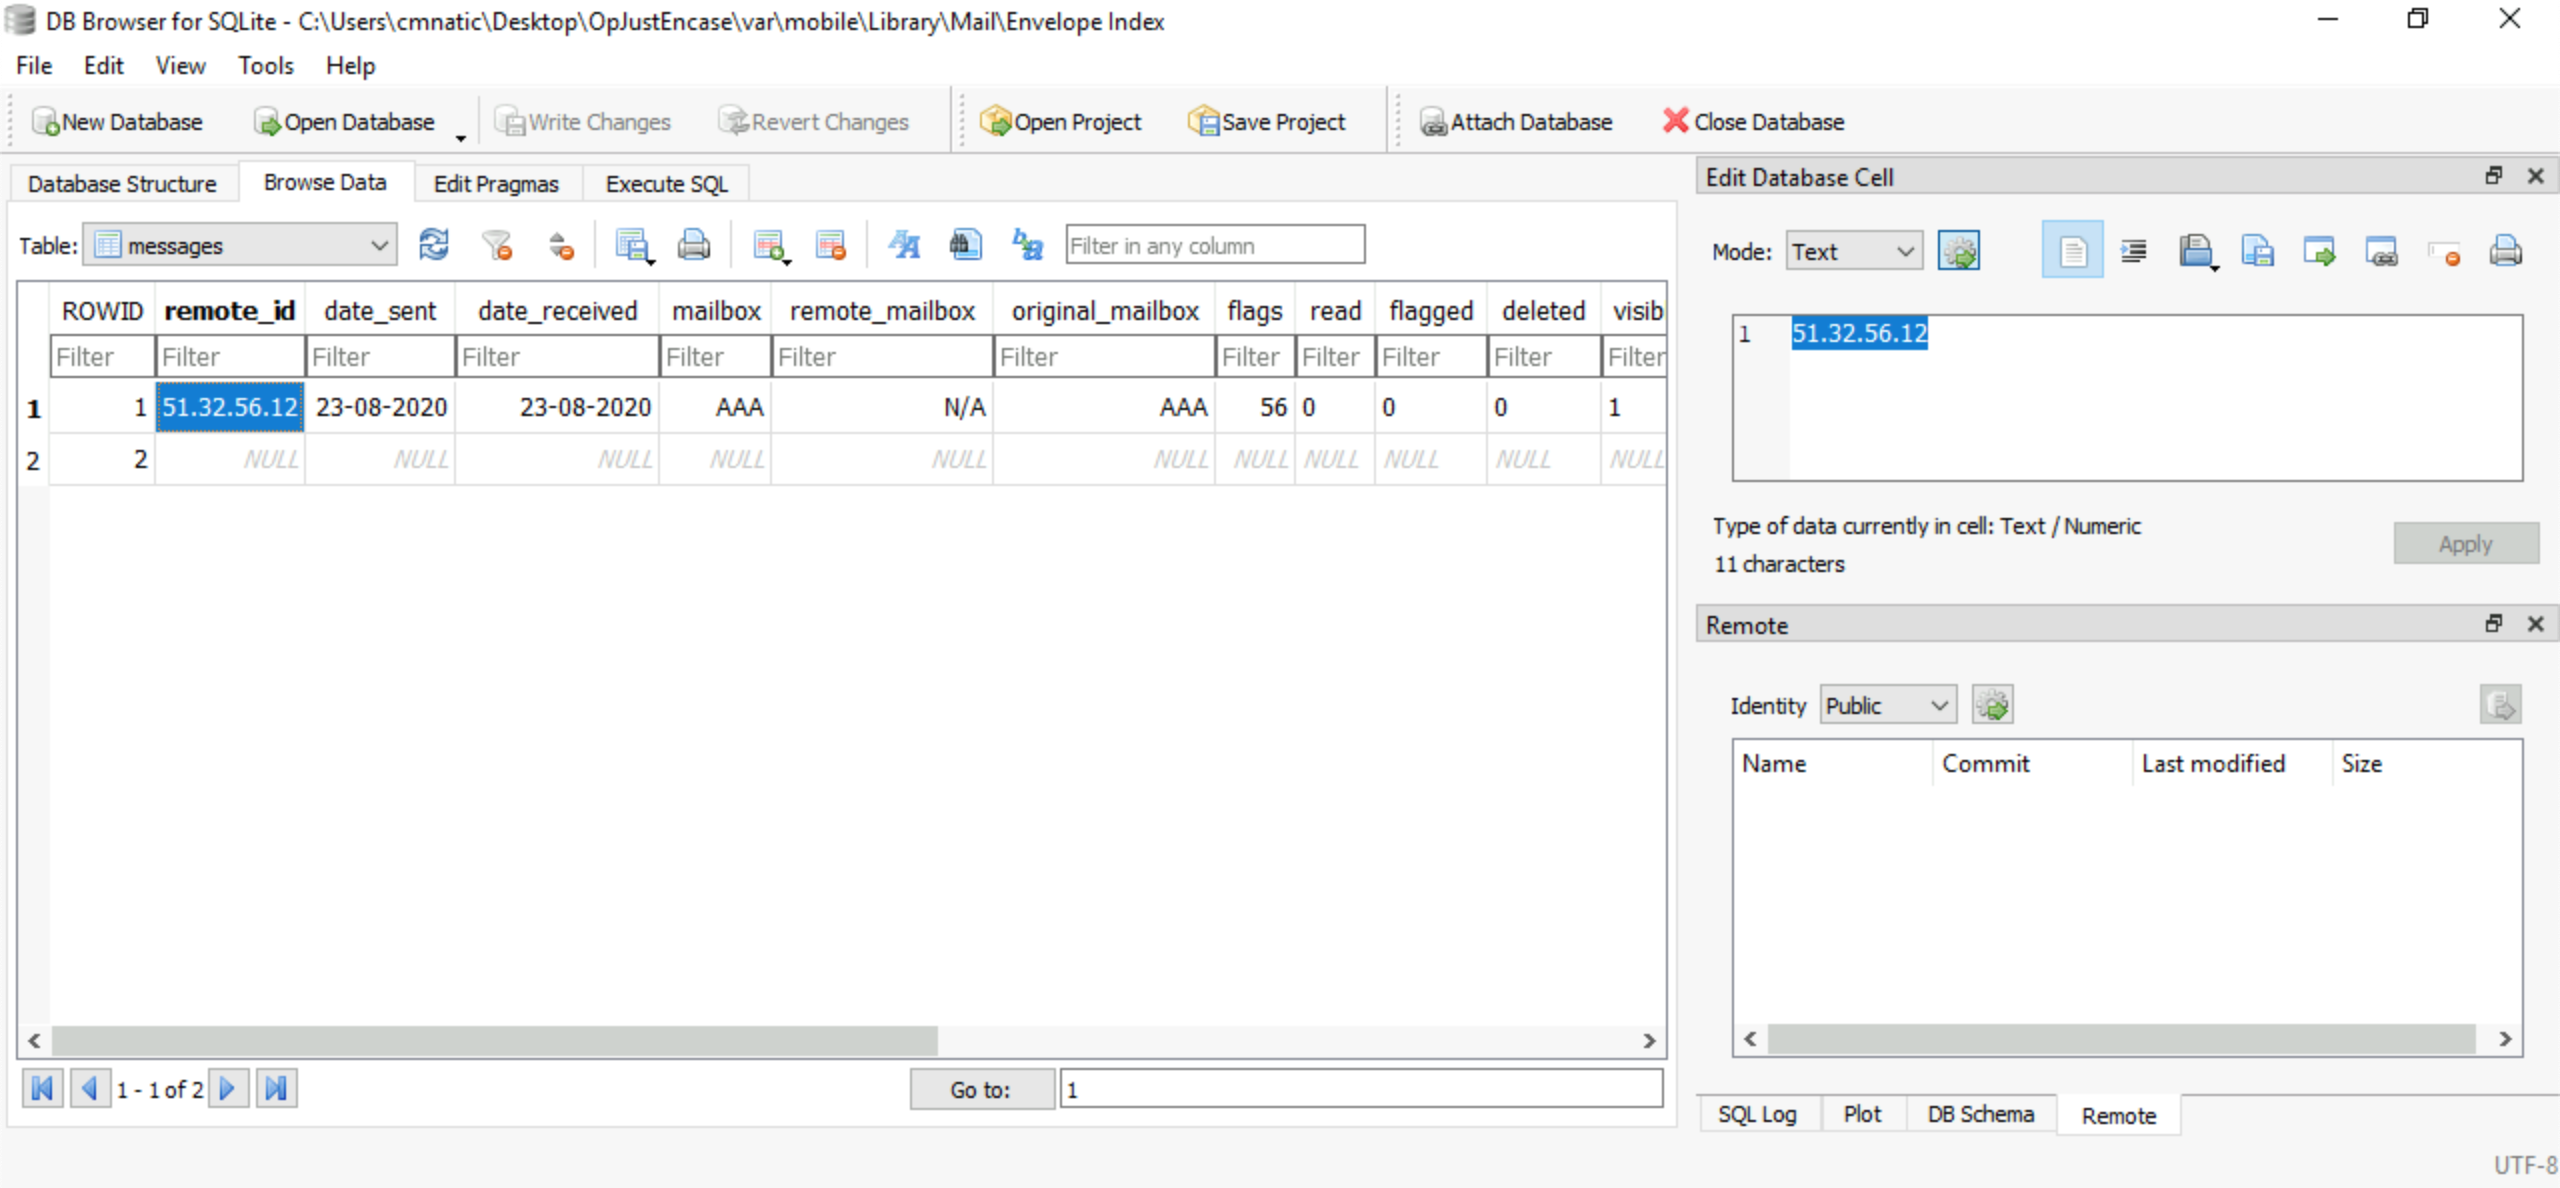 DB Browser for SQLite - C:\Users\cmnatic\Desktop\OpJustEncase\var\mobile\Library\Mail\Envelope Index
File Edit View Tools Help
New Database Open Database Write Changes Revert Changes Open Project Save Project Attach Database Close Database
Database Structure Browse Data Edit Pragmas Execute SQL
Table: messages Filter in any column
ROWID remote_id date_sent date_received mailbox remote_mailbox original_mailbox flags read flagged deleted visib
Filter Filter Filter Filter Filter Filter Filter Filter Filter Filter Filter Filter
1 1 51.32.56.12 23-08-2020 23-08-2020 AAA N/A AAA 56 0 0 0 1
2 2 NULL NULL NULL NULL NULL NULL NULL NULL NULL NULL NULL
1 - 1 of 2 Go to: 1
Edit Database Cell
Mode: Text
1 51.32.56.12
Type of data currently in cell: Text / Numeric
11 characters
Apply
Remote
Identity Public
Name Commit Last modified Size
SQL Log Plot DB Schema Remote
UTF-8